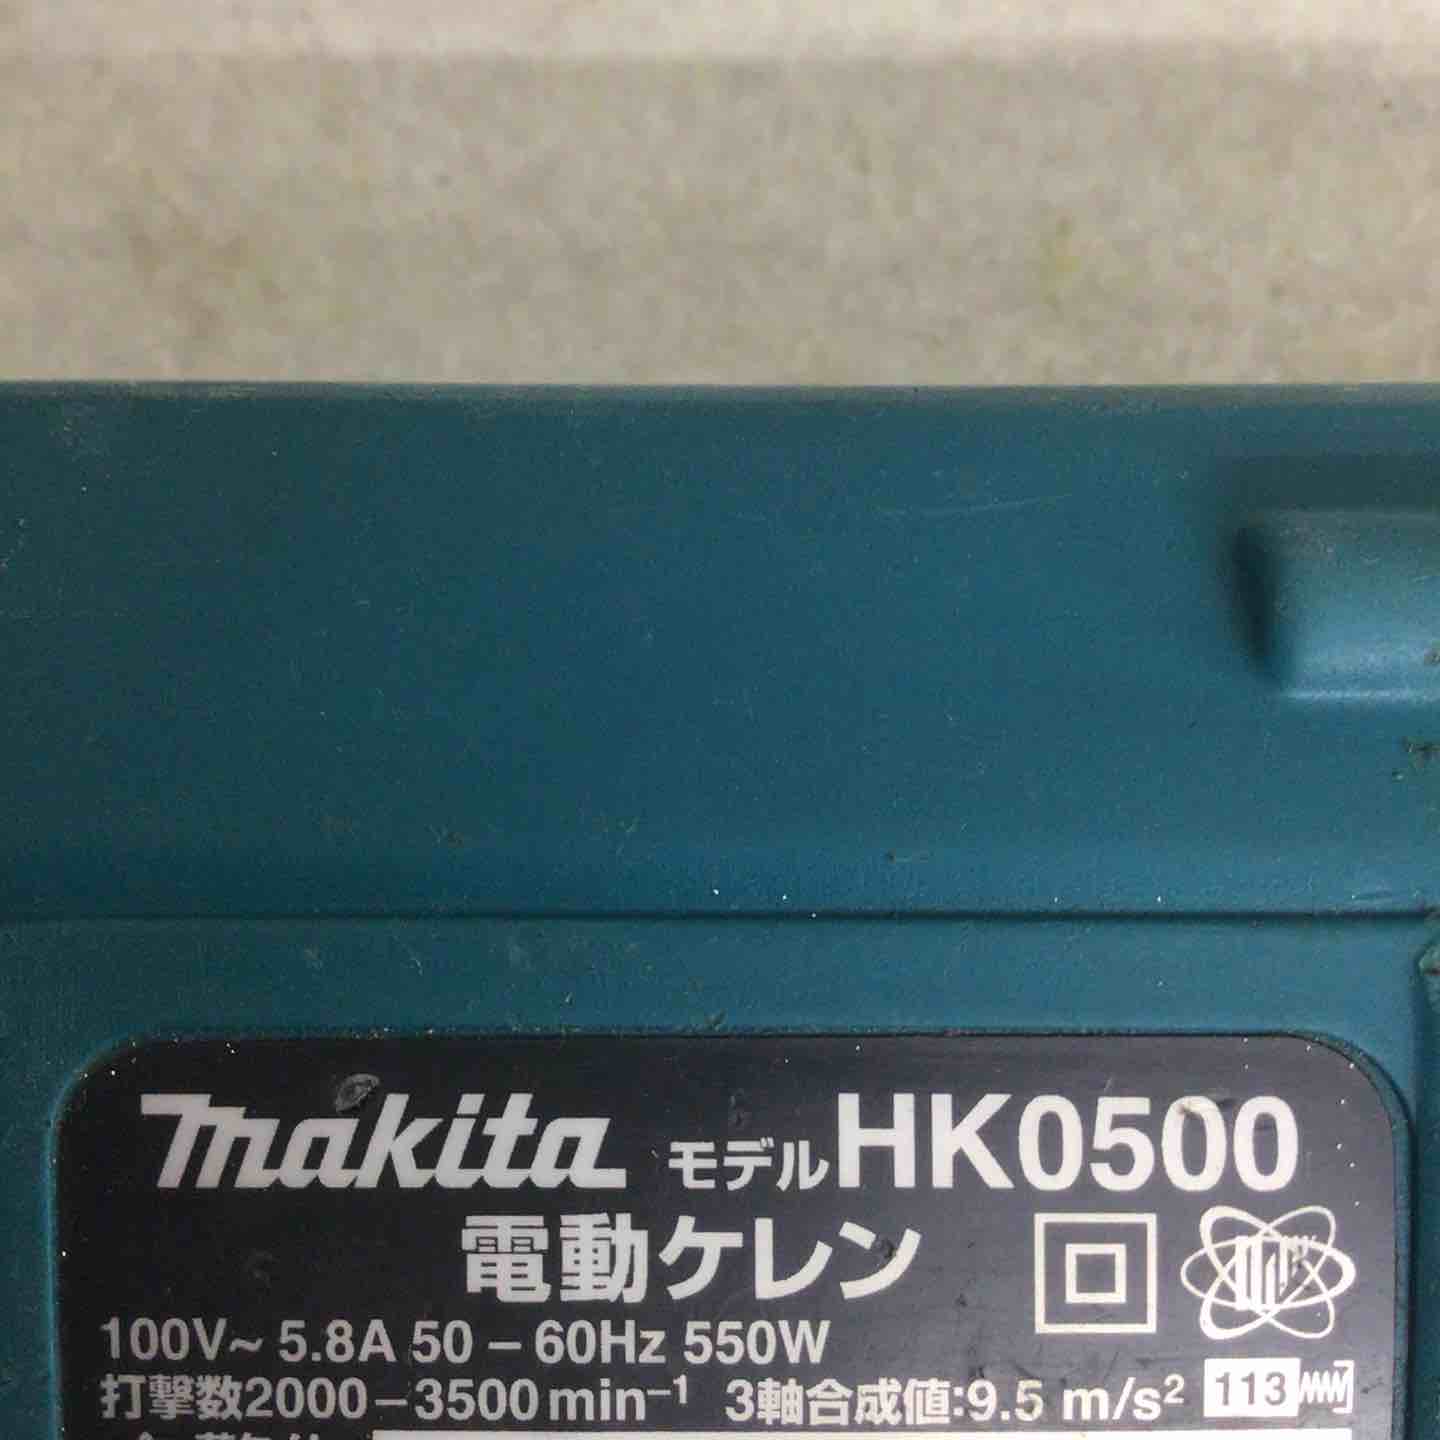 makita モデルHK0500
電動ケレン
100V~ 5.8A 50 – 60Hz 550W
打撃数2000–3500min⁻¹ 3軸合成値:9.5 m/s² 113